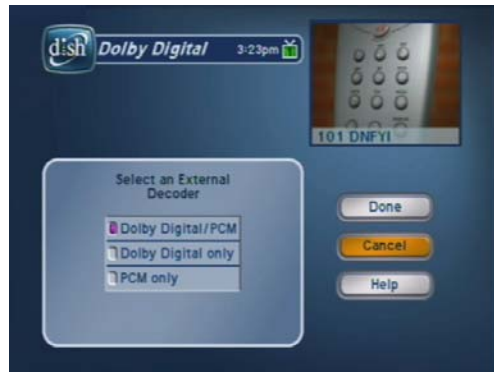 dish Dolby Digital 3:23pm
101 DNFYI
Select an External
Decoder
Dolby Digital/PCM
Dolby Digital only
PCM only
Done
Cancel
Help